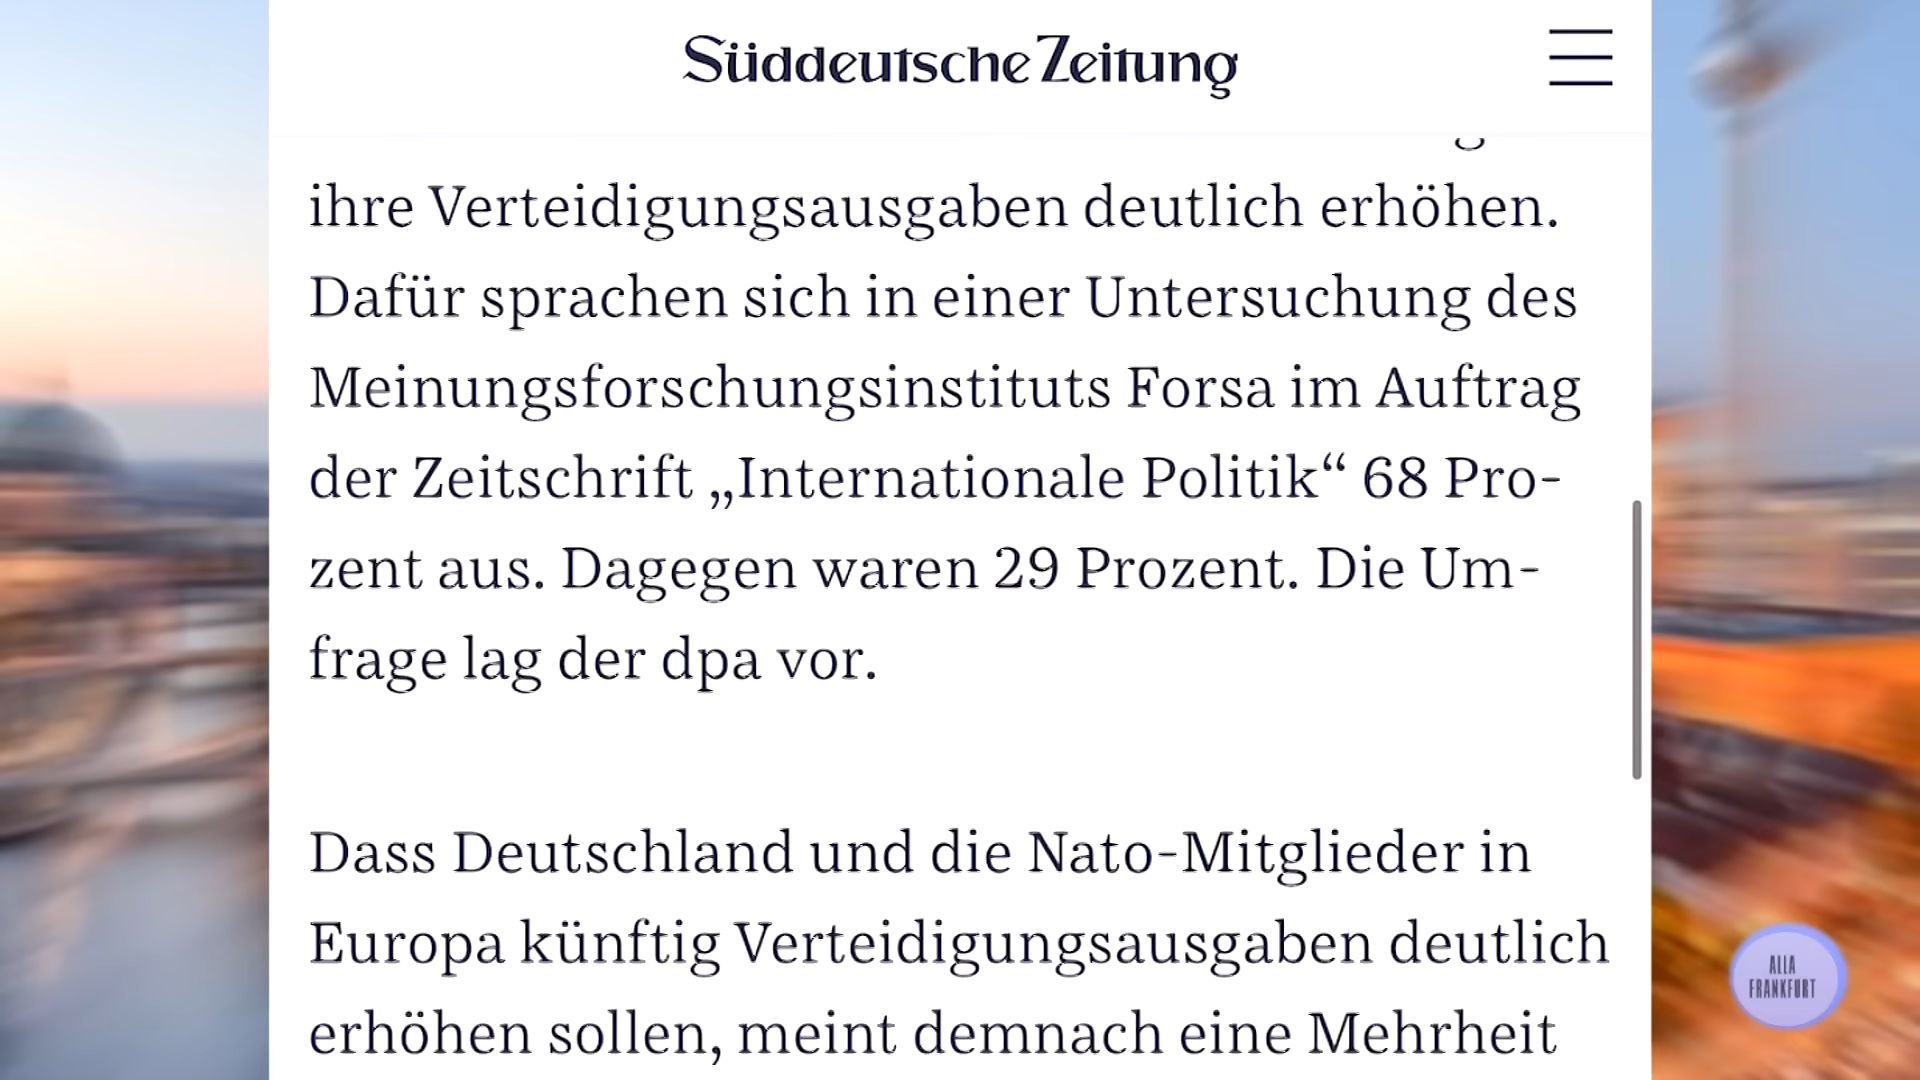 Süddeutsche Zeitung
ihre Verteidigungsausgaben deutlich erhöhen.
Dafür sprachen sich in einer Untersuchung des
Meinungsforschungsinstituts Forsa im Auftrag
der Zeitschrift „Internationale Politik“ 68 Pro-
zent aus. Dagegen waren 29 Prozent. Die Um-
frage lag der dpa vor.
Dass Deutschland und die Nato-Mitglieder in
Europa künftig Verteidigungsausgaben deutlich
erhöhen sollen, meint demnach eine Mehrheit
ALLA
FRANKFURT